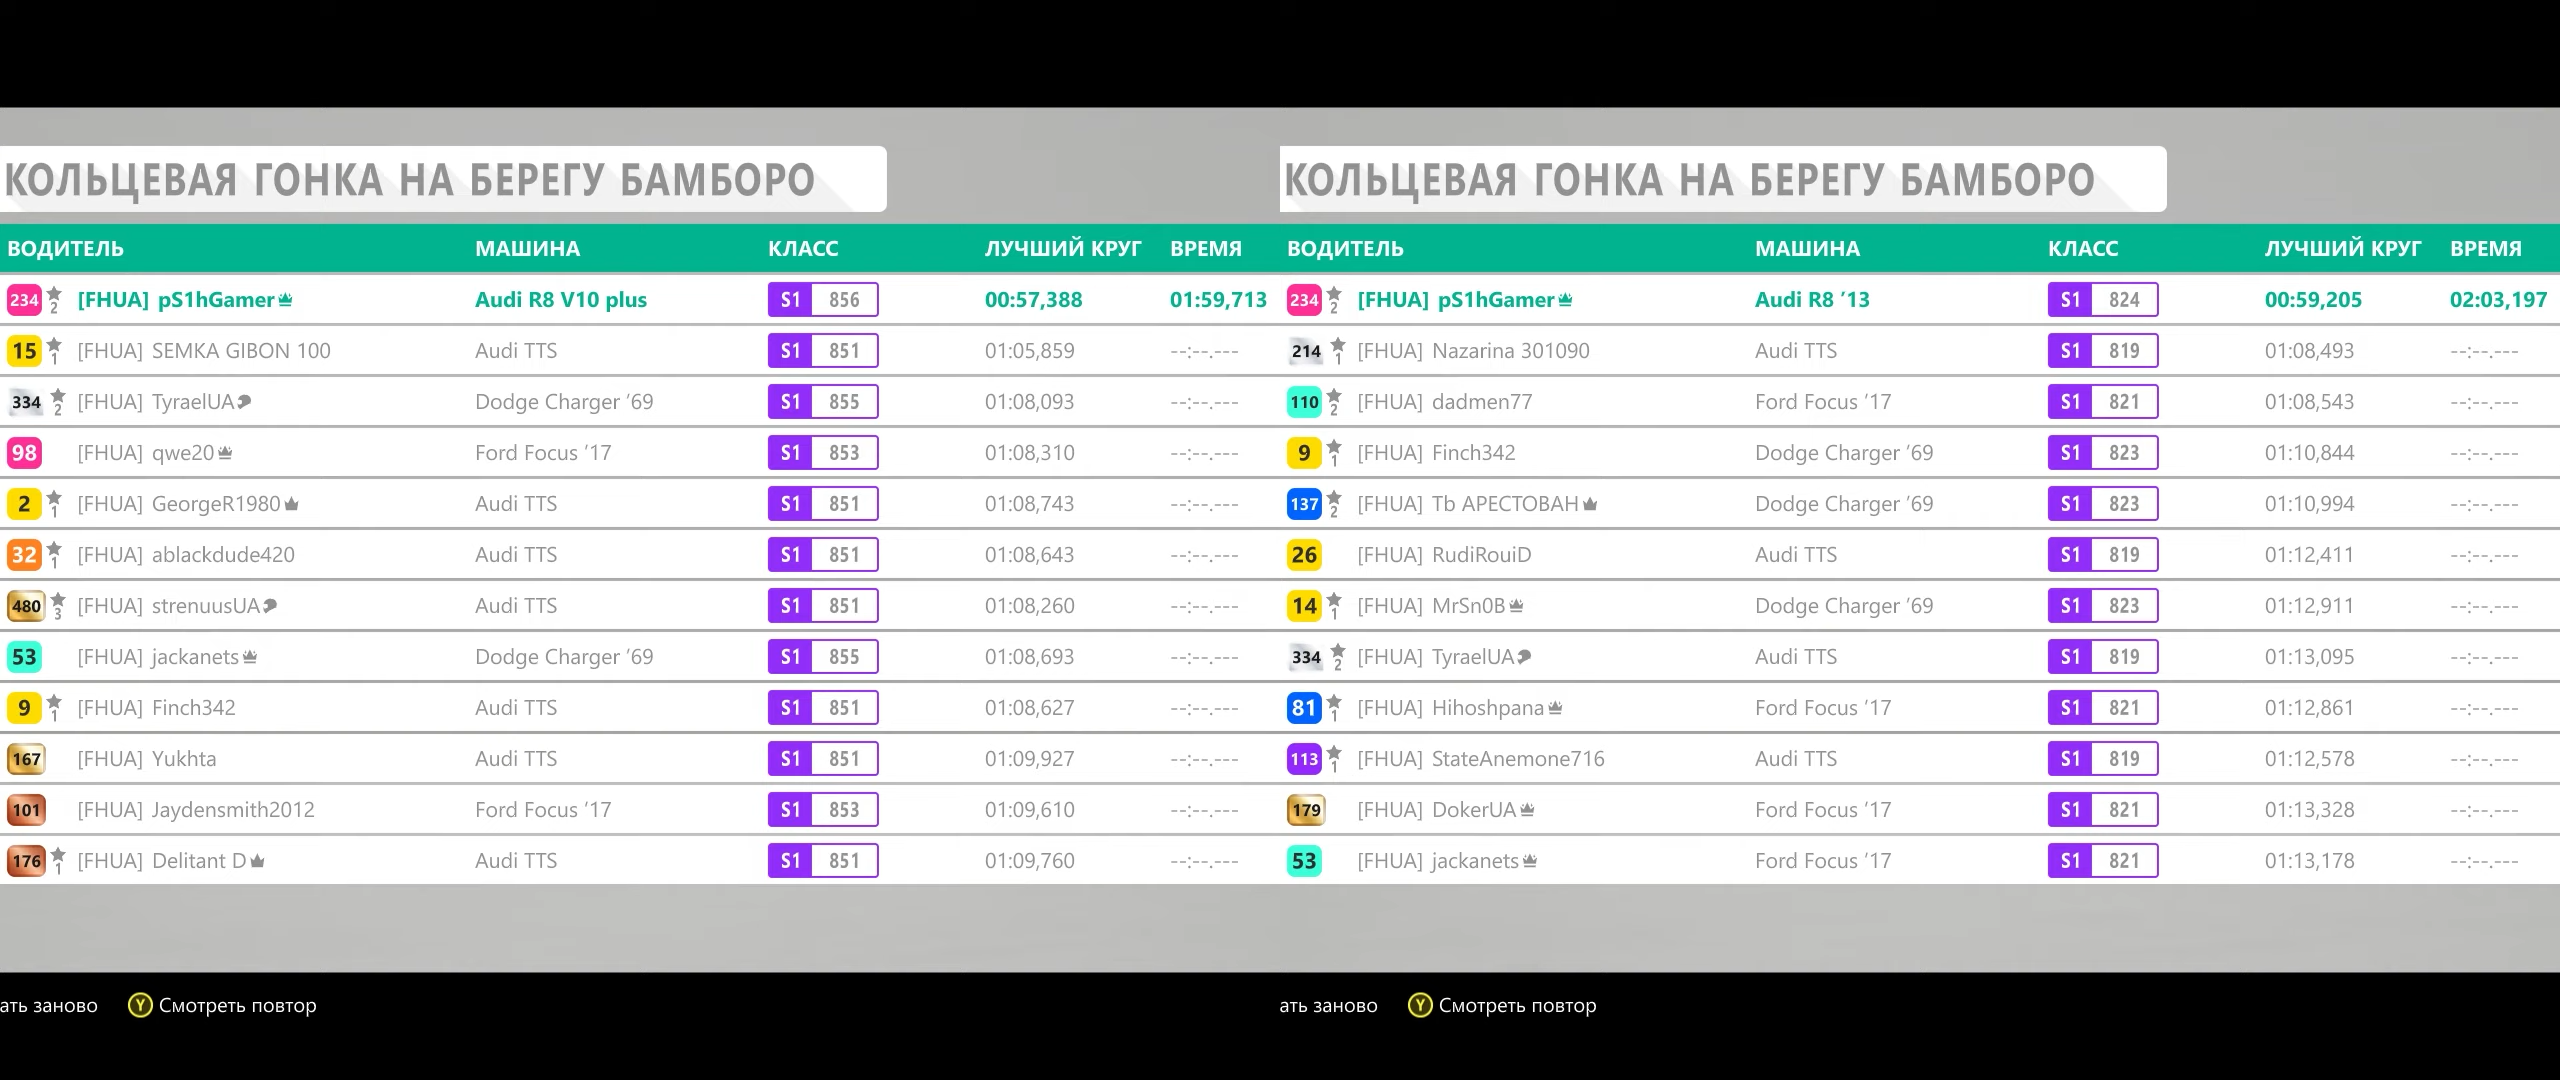 КОЛЬЦЕВАЯ ГОНКА НА БЕРЕГУ БАМБОРО
ВОДИТЕЛЬ МАШИНА КЛАСС ЛУЧШИЙ КРУГ ВРЕМЯ
234 2 [FHUA] pS1hGamer Audi R8 V10 plus S1 856 00:57,388 01:59,713
15 1 [FHUA] SEMKA GIBON 100 Audi TTS S1 851 01:05,859 --:--.---
334 2 [FHUA] TyraelUA Dodge Charger ’69 S1 855 01:08,093 --:--.---
98 [FHUA] qwe20 Ford Focus ’17 S1 853 01:08,310 --:--.---
2 1 [FHUA] GeorgeR1980 Audi TTS S1 851 01:08,743 --:--.---
32 1 [FHUA] ablackdude420 Audi TTS S1 851 01:08,643 --:--.---
480 3 [FHUA] strenuusUA Audi TTS S1 851 01:08,260 --:--.---
53 [FHUA] jackanets Dodge Charger ’69 S1 855 01:08,693 --:--.---
9 1 [FHUA] Finch342 Audi TTS S1 851 01:08,627 --:--.---
167 [FHUA] Yukhta Audi TTS S1 851 01:09,927 --:--.---
101 [FHUA] Jaydensmith2012 Ford Focus ’17 S1 853 01:09,610 --:--.---
176 1 [FHUA] Delitant D Audi TTS S1 851 01:09,760 --:--.---
ать заново Y Смотреть повтор
КОЛЬЦЕВАЯ ГОНКА НА БЕРЕГУ БАМБОРО
ВОДИТЕЛЬ МАШИНА КЛАСС ЛУЧШИЙ КРУГ ВРЕМЯ
234 2 [FHUA] pS1hGamer Audi R8 ’13 S1 824 00:59,205 02:03,197
214 1 [FHUA] Nazarina 301090 Audi TTS S1 819 01:08,493 --:--.---
110 2 [FHUA] dadmen77 Ford Focus ’17 S1 821 01:08,543 --:--.---
9 1 [FHUA] Finch342 Dodge Charger ’69 S1 823 01:10,844 --:--.---
137 2 [FHUA] Tb APECTOBAH Dodge Charger ’69 S1 823 01:10,994 --:--.---
26 [FHUA] RudiRouiD Audi TTS S1 819 01:12,411 --:--.---
14 1 [FHUA] MrSn0B Dodge Charger ’69 S1 823 01:12,911 --:--.---
334 2 [FHUA] TyraelUA Audi TTS S1 819 01:13,095 --:--.---
81 1 [FHUA] Hihoshpana Ford Focus ’17 S1 821 01:12,861 --:--.---
113 1 [FHUA] StateAnemone716 Audi TTS S1 819 01:12,578 --:--.---
179 [FHUA] DokerUA Ford Focus ’17 S1 821 01:13,328 --:--.---
53 [FHUA] jackanets Ford Focus ’17 S1 821 01:13,178 --:--.---
ать заново Y Смотреть повтор